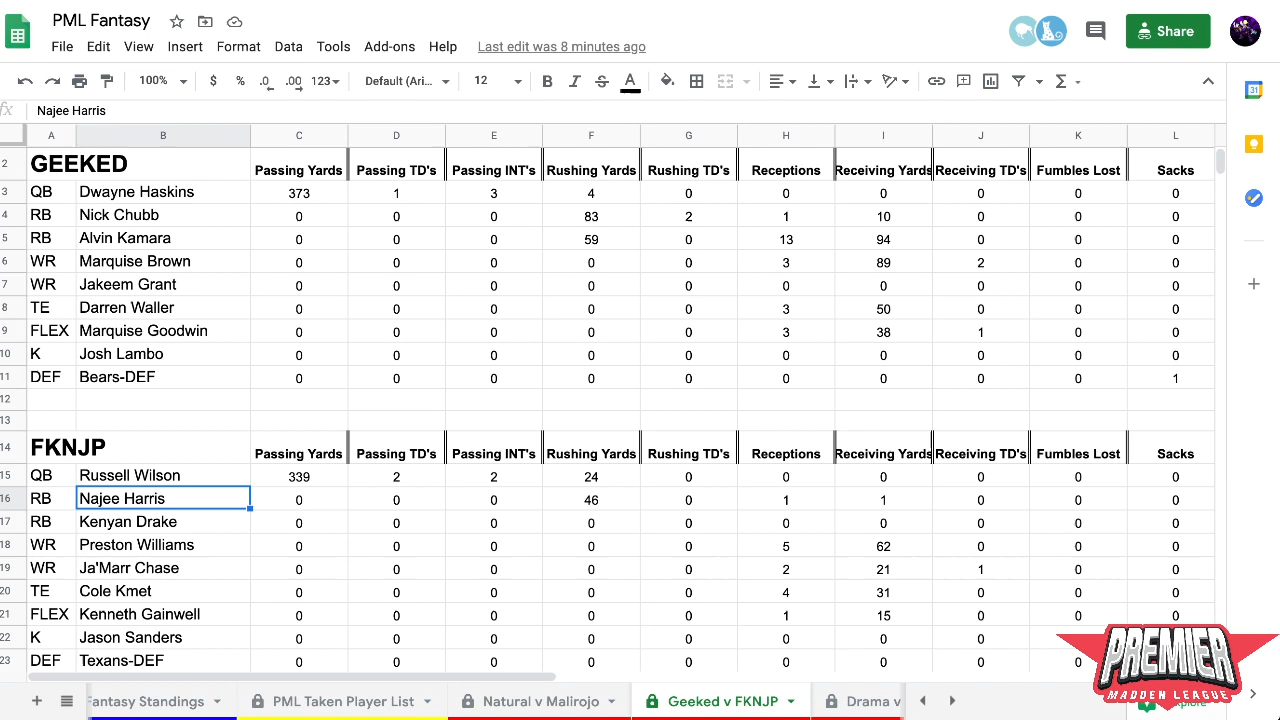 PML Fantasy
File Edit View Insert Format Data Tools Add-ons Help Last edit was 8 minutes ago
Share
100% $ % .0 .00 123 Default (Ari... 12 B I S A
fx Najee Harris
A B C D E F G H I J K L
2 GEEKED Passing Yards Passing TD's Passing INT's Rushing Yards Rushing TD's Receptions Receiving Yards Receiving TD's Fumbles Lost Sacks
3 QB Dwayne Haskins 373 1 3 4 0 0 0 0 0 0
4 RB Nick Chubb 0 0 0 83 2 1 10 0 0 0
5 RB Alvin Kamara 0 0 0 59 0 13 94 0 0 0
6 WR Marquise Brown 0 0 0 0 0 3 89 2 0 0
7 WR Jakeem Grant 0 0 0 0 0 0 0 0 0 0
8 TE Darren Waller 0 0 0 0 0 3 50 0 0 0
9 FLEX Marquise Goodwin 0 0 0 0 0 3 38 1 0 0
10 K Josh Lambo 0 0 0 0 0 0 0 0 0 0
11 DEF Bears-DEF 0 0 0 0 0 0 0 0 0 1
12
13
14 FKNJP Passing Yards Passing TD's Passing INT's Rushing Yards Rushing TD's Receptions Receiving Yards Receiving TD's Fumbles Lost Sacks
15 QB Russell Wilson 339 2 2 24 0 0 0 0 0 0
16 RB Najee Harris 0 0 0 46 0 1 1 0 0 0
17 RB Kenyan Drake 0 0 0 0 0 0 0 0 0 0
18 WR Preston Williams 0 0 0 0 0 5 62 0 0 0
19 WR Ja'Marr Chase 0 0 0 0 0 2 21 1 0 0
20 TE Cole Kmet 0 0 0 0 0 4 31 0 0 0
21 FLEX Kenneth Gainwell 0 0 0 0 0 1 15 0 0 0
22 K Jason Sanders 0 0 0 0 0 0 0 0 0
23 DEF Texans-DEF 0 0 0 0 0 0 0 0 0
PREMIER
MADDEN LEAGUE
antasy Standings PML Taken Player List Natural v Malirojo Geeked v FKNJP Drama v
31